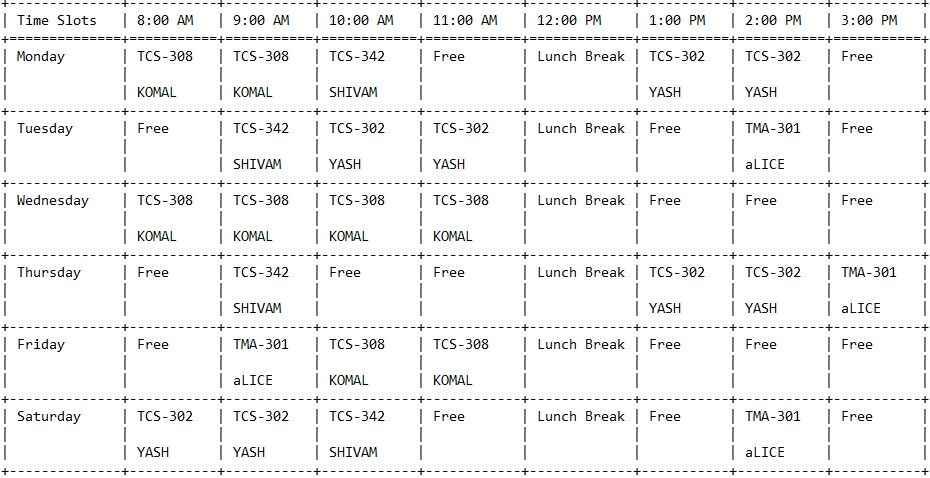 Time Slots | 8:00 AM | 9:00 AM | 10:00 AM | 11:00 AM | 12:00 PM | 1:00 PM | 2:00 PM | 3:00 PM
Monday | TCS-308 | TCS-308 | TCS-342 | Free | Lunch Break | TCS-302 | TCS-302 | Free
| KOMAL | KOMAL | SHIVAM | | | YASH | YASH |
Tuesday | Free | TCS-342 | TCS-302 | TCS-302 | Lunch Break | Free | TMA-301 | Free
| | SHIVAM | YASH | YASH | | | aLICE |
Wednesday | TCS-308 | TCS-308 | TCS-308 | TCS-308 | Lunch Break | Free | Free | Free
| KOMAL | KOMAL | KOMAL | KOMAL | | | |
Thursday | Free | TCS-342 | Free | Free | Lunch Break | TCS-302 | TCS-302 | TMA-301
| | SHIVAM | | | | YASH | YASH | aLICE
Friday | Free | TMA-301 | TCS-308 | TCS-308 | Lunch Break | Free | Free | Free
| | aLICE | KOMAL | KOMAL | | | |
Saturday | TCS-302 | TCS-302 | TCS-342 | Free | Lunch Break | Free | TMA-301 | Free
| YASH | YASH | SHIVAM | | | | aLICE |